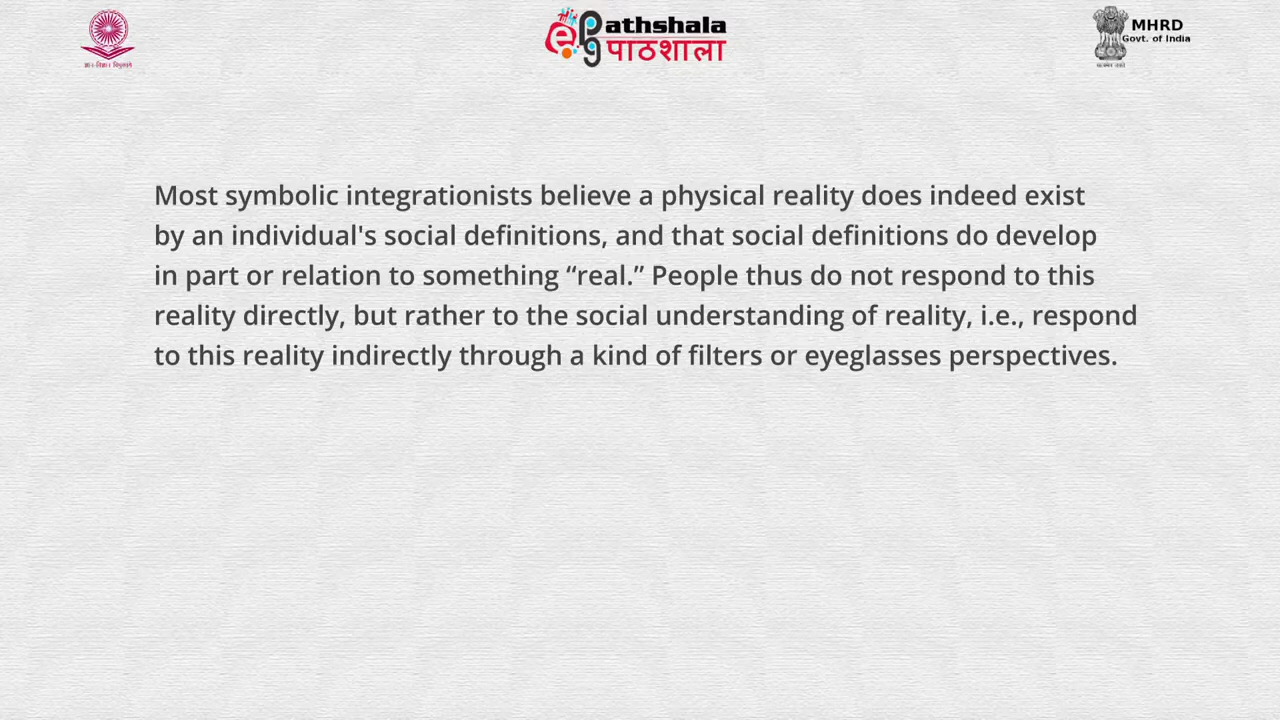 ePG Pathshala
पाठशाला
MHRD
Govt. of India
Most symbolic integrationists believe a physical reality does indeed exist
by an individual's social definitions, and that social definitions do develop
in part or relation to something “real.” People thus do not respond to this
reality directly, but rather to the social understanding of reality, i.e., respond
to this reality indirectly through a kind of filters or eyeglasses perspectives.